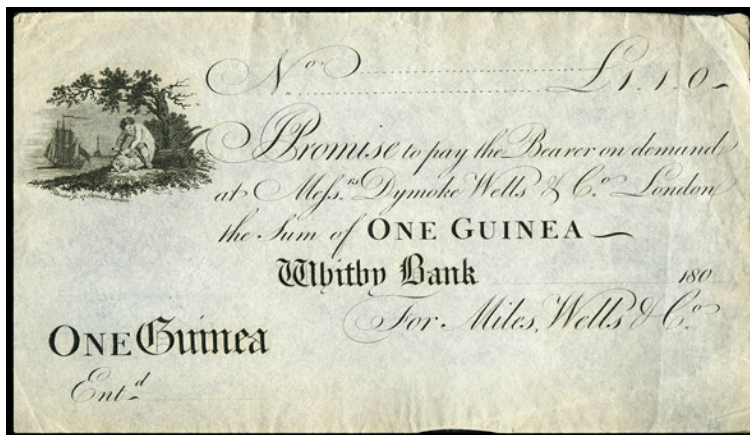 No. £1.1.0
I Promise to pay the Bearer on demand
at Messrs. Dymoke Wells & Co. London
the Sum of ONE GUINEA
Whitby Bank 180
For Miles, Wells & Co.
ONE Guinea
Entd.